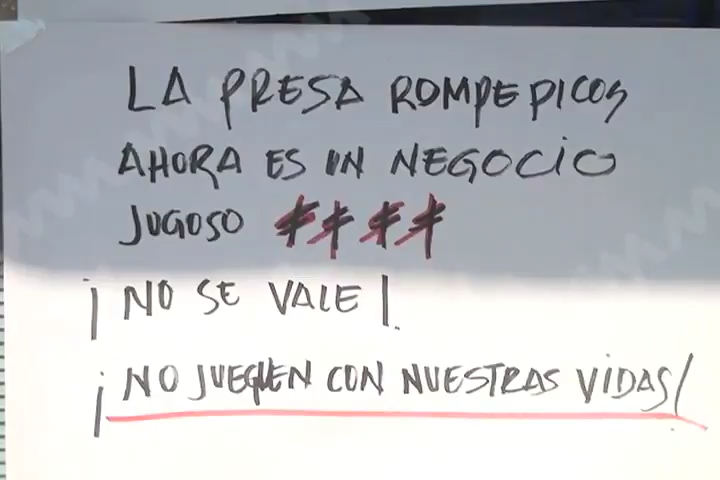 LA PRESA ROMPEPICOS
AHORA ES UN NEGOCIO
JUGOSO $$$$
¡NO SE VALE!
¡NO JUEGUEN CON NUESTRAS VIDAS!